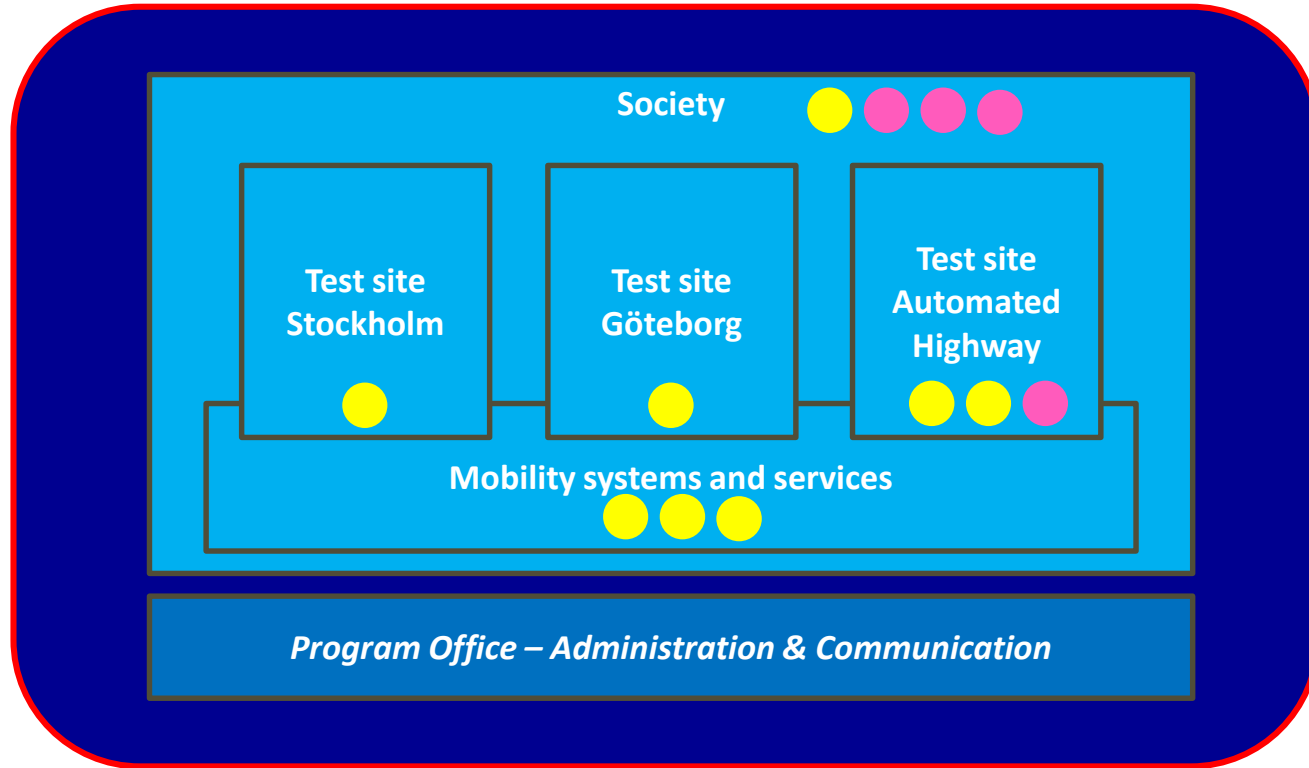 Society
Test site
Stockholm
Test site
Göteborg
Test site
Automated
Highway
Mobility systems and services
Program Office – Administration & Communication